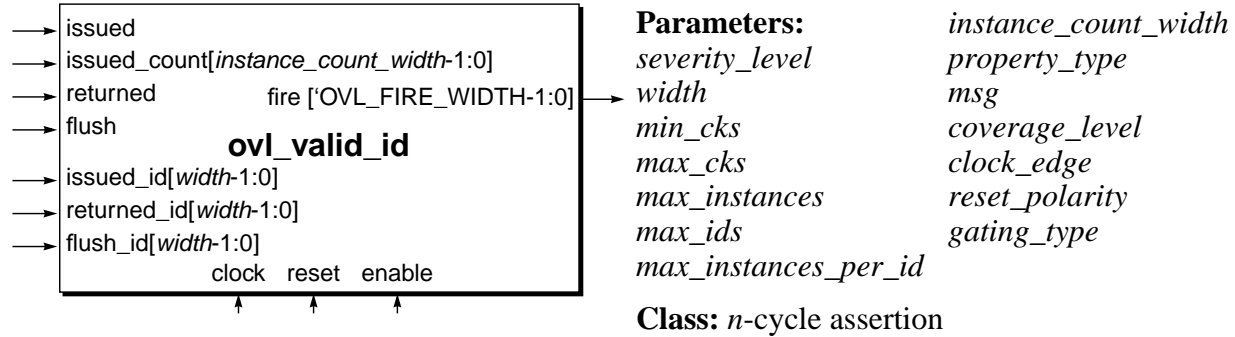 issued
issued_count[instance_count_width-1:0]
returned
fire [‘OVL_FIRE_WIDTH-1:0]
flush
ovl_valid_id
issued_id[width-1:0]
returned_id[width-1:0]
flush_id[width-1:0]
clock reset enable
Parameters:
severity_level
width
min_cks
max_cks
max_instances
max_ids
max_instances_per_id
instance_count_width
property_type
msg
coverage_level
clock_edge
reset_polarity
gating_type
Class: n-cycle assertion